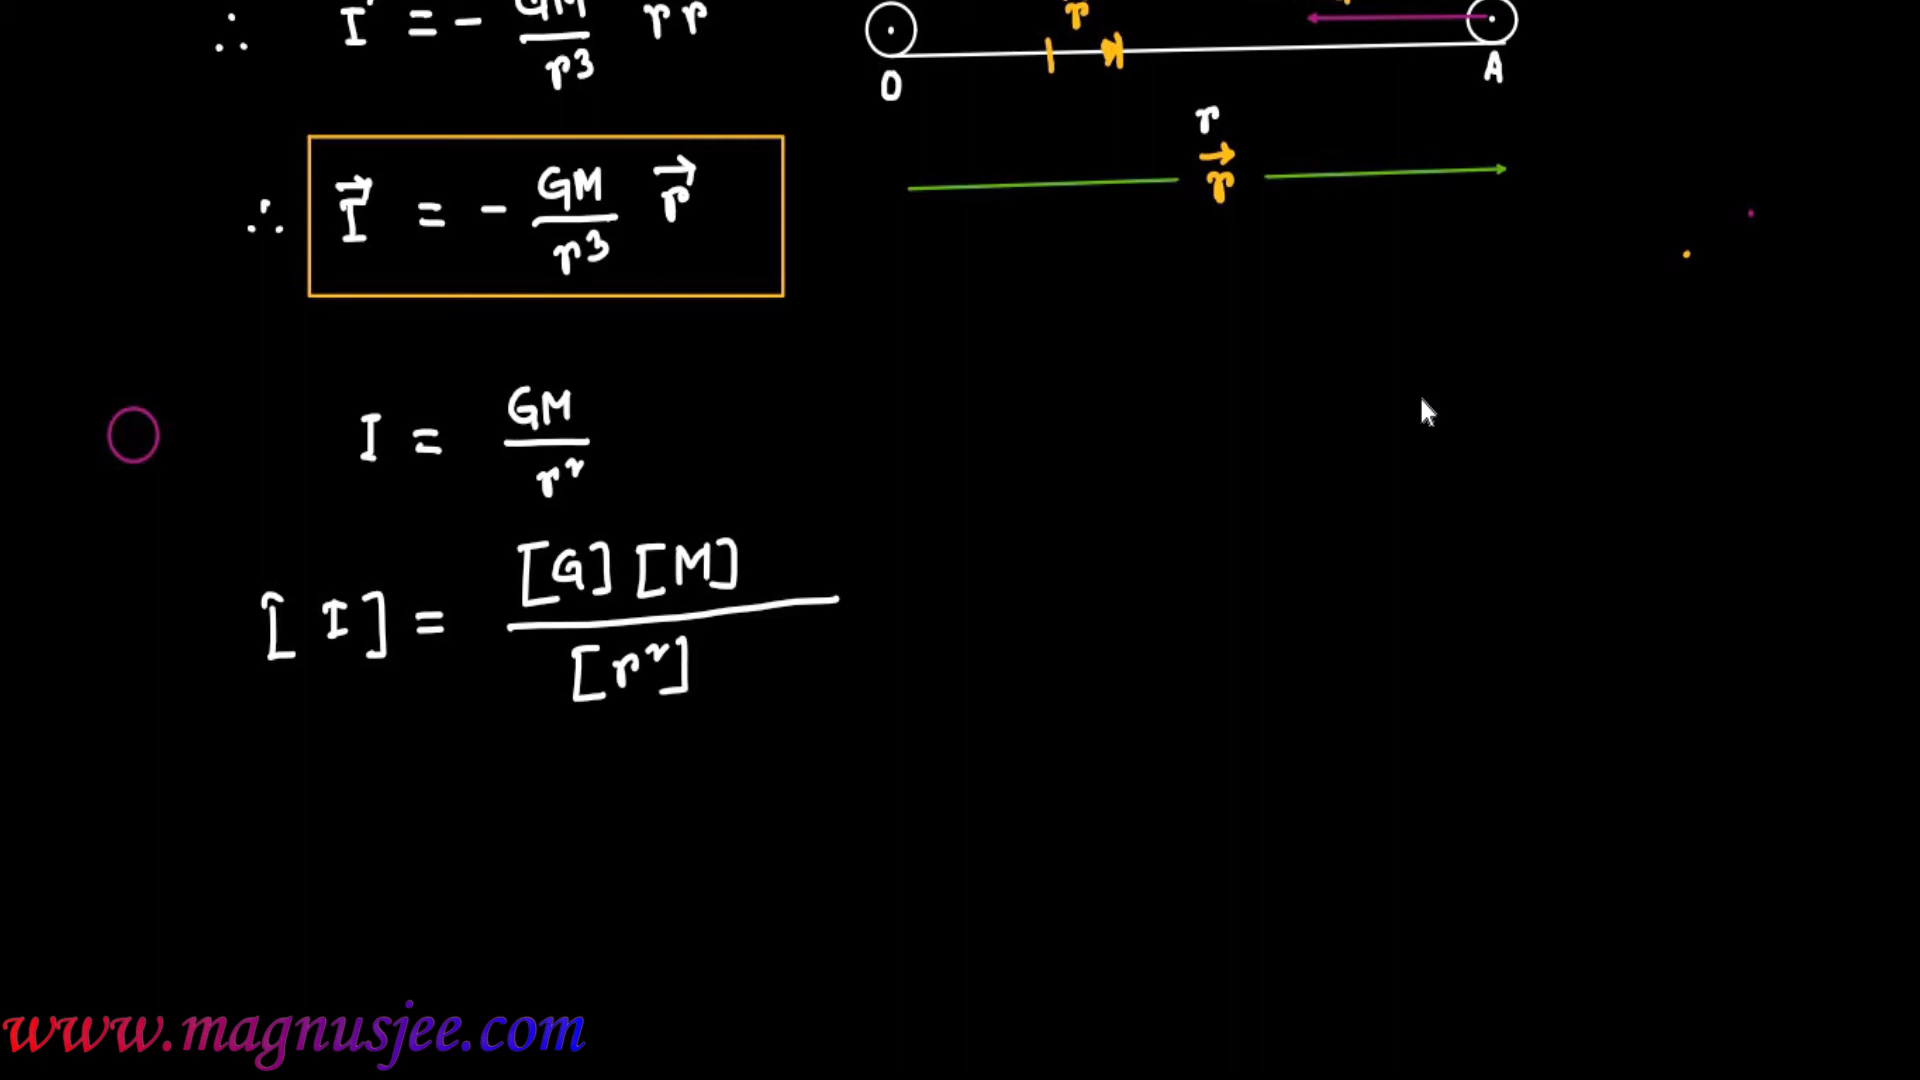 ∴ I = - GM/r³ r r
r
O A
r
∴ I⃗ = - GM/r³ r⃗
r⃗
I = GM/r²
[I] = [G][M]/[r²]
www.magnusjee.com